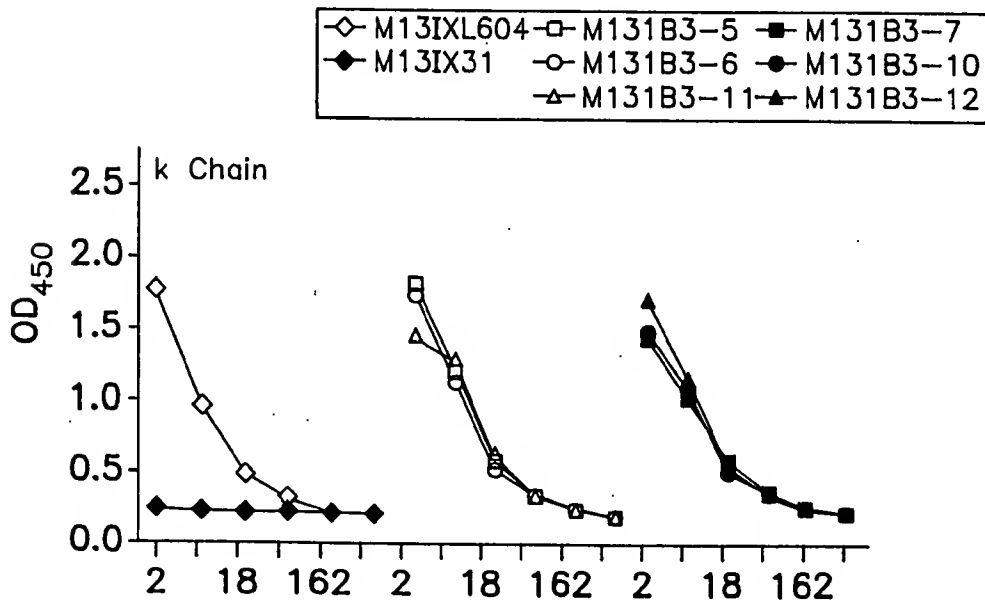 M13IXL604 M131B3-5 M131B3-7
M13IX31 M131B3-6 M131B3-10
M131B3-11 M131B3-12
k Chain
2.5
2.0
1.5
1.0
0.5
0.0
OD450
2 18 162 2 18 162 2 18 162